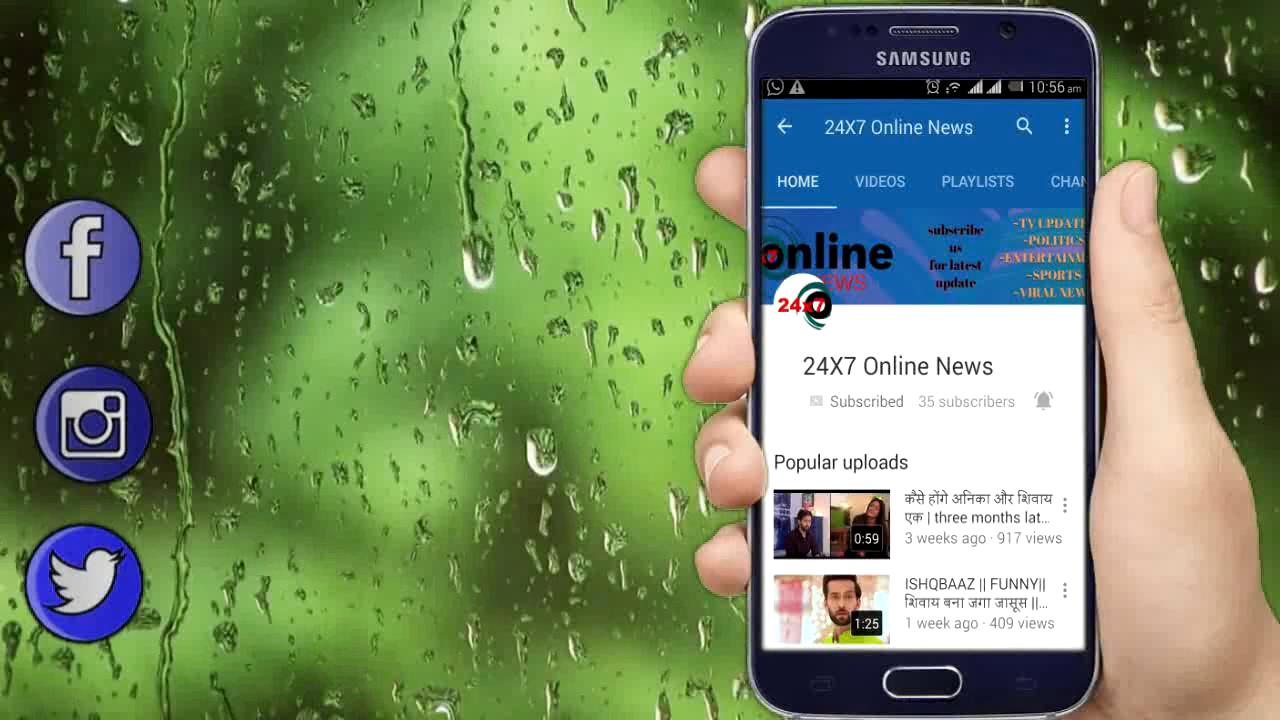 SAMSUNG
10:56 am
24X7 Online News
HOME VIDEOS PLAYLISTS CHAN
online
NEWS
subscribe
us
for latest
update
~TV UPDATE
~POLITICS
~ENTERTAINM
~SPORTS
~VIRAL NEW
24x7
24X7 Online News
Subscribed 35 subscribers
Popular uploads
कैसे होंगे अनिका और शिवाय
एक | three months lat...
3 weeks ago · 917 views
0:59
ISHQBAAZ || FUNNY||
शिवाय बना जगा जासूस ||...
1 week ago · 409 views
1:25